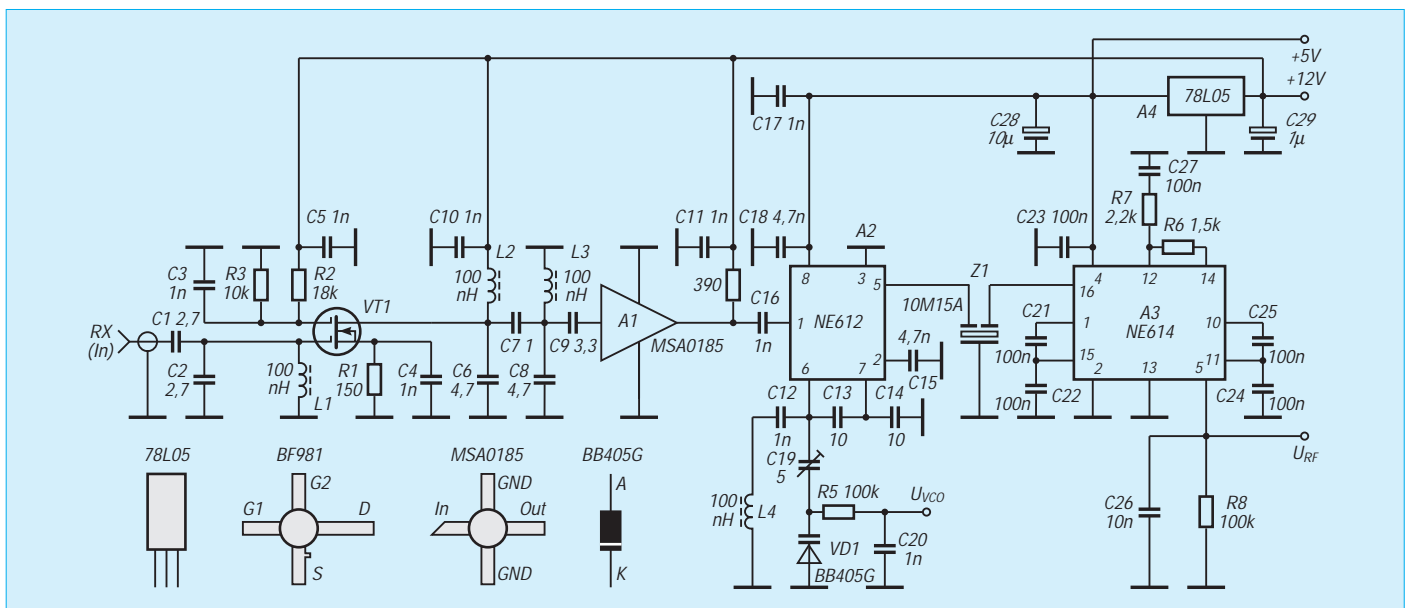 +5V
+12V
78L05
A4
C17 1n
C28
10µ
C29
1µ
C27
100n
R7
2,2k
R6 1,5k
C5 1n
C10 1n
C11 1n
C18 4,7n
A2
C23 100n
C3
1n
R3
10k
R2
18k
VT1
L2
100
nH
L3
100
nH
390
C16
1n
8
3
5
1
NE612
2
6
7
Z1
10M15A
4
12
14
16
A3
NE614
1
10
15
11
2
13
5
C21
100n
C25
100n
RX
(In)
C1 2,7
A1
MSA0185
C7 1
C9 3,3
4,7n
C15
C2
2,7
100
nH
L1
R1
150
C4
1n
C6
4,7
C8
4,7
C12
1n
C13
10
C14
10
100n
C22
C24
100n
C19
5
R5 100k
UVCO
URF
100
nH
L4
VD1
BB405G
C20
1n
C26
10n
R8
100k
78L05
BF981
MSA0185
BB405G
G2
G1
D
S
GND
In
Out
GND
A
K